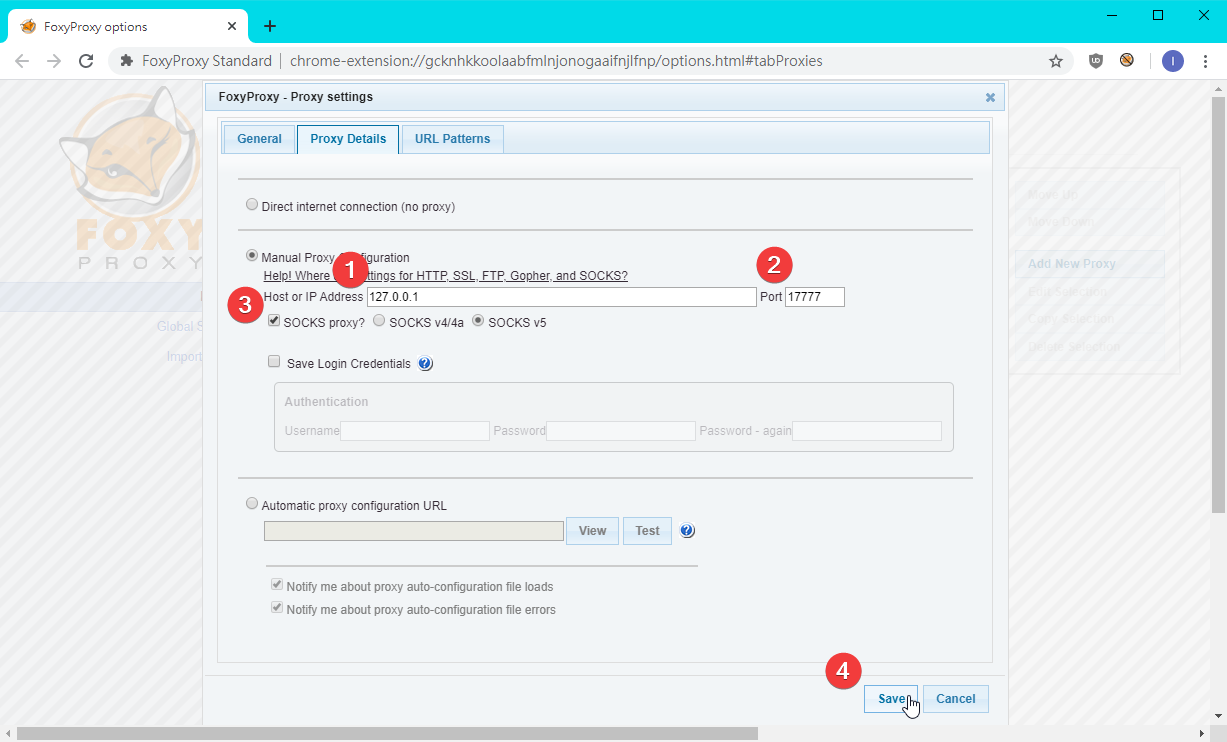 FoxyProxy options
FoxyProxy Standard | chrome-extension://gcknhkkoolaabfmlnjonogaaifnjlfnp/options.html#tabProxies
I
FoxyProxy - Proxy settings
General Proxy Details URL Patterns
FOXY
PROXY
Direct internet connection (no proxy)
Move Up
Move Down
Add New Proxy
Edit Selection
Copy Selection
Delete Selection
Manual Proxy
1
2
Help! Where
for HTTP, SSL, FTP, Gopher, and SOCKS?
3
Host or IP Address 127.0.0.1 Port 17777
SOCKS proxy? SOCKS v4/4a SOCKS v5
Global S
Import
Save Login Credentials ?
Authentication
Username Password Password - again
Automatic proxy configuration URL
View Test ?
Notify me about proxy auto-configuration file loads
Notify me about proxy auto-configuration file errors
4
Save Cancel